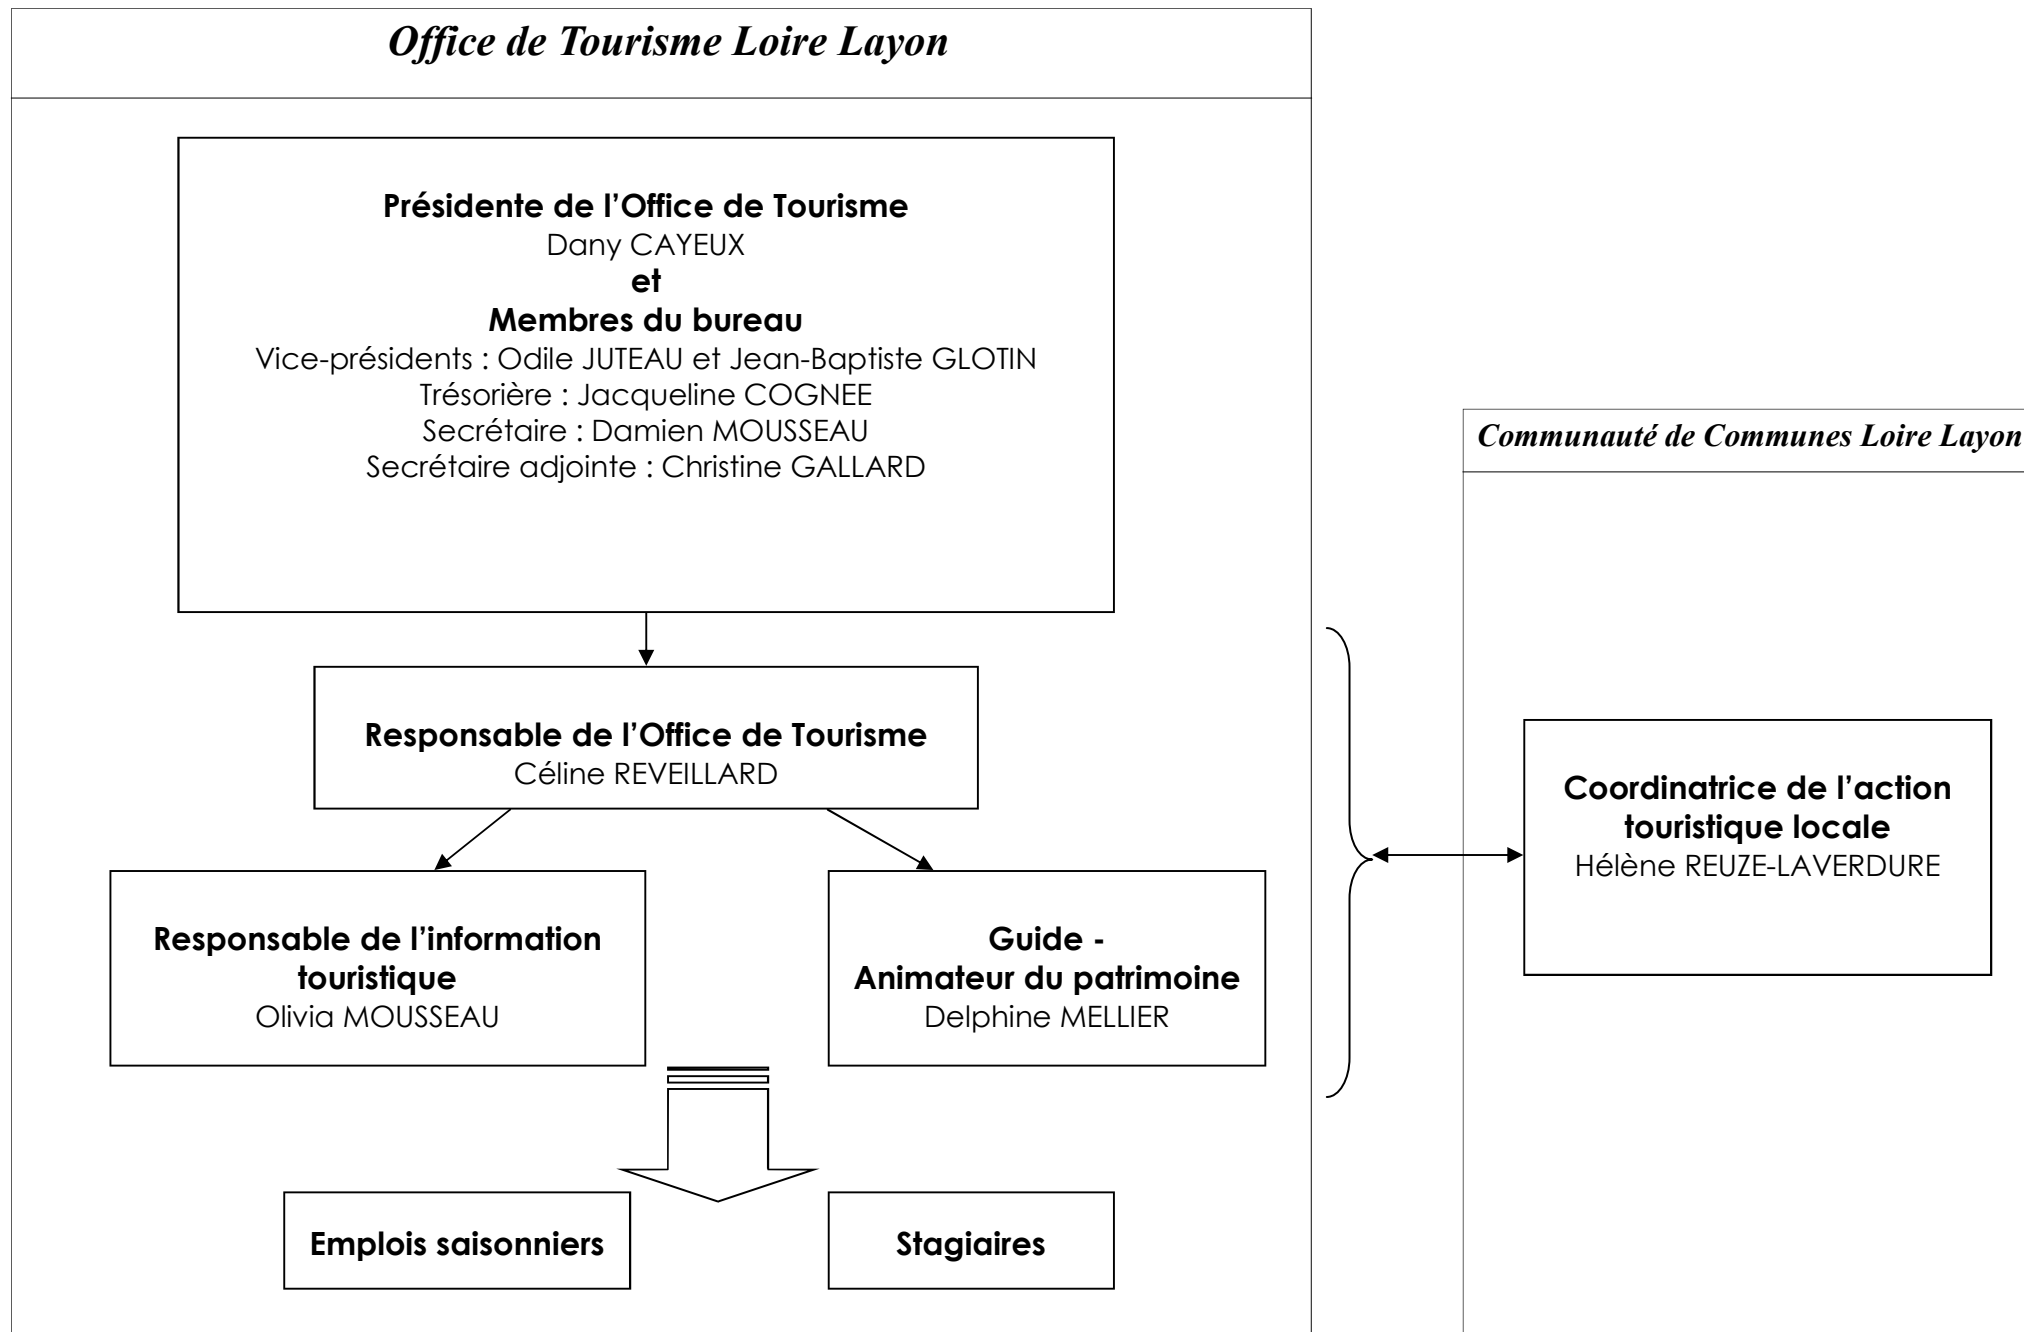 Office de Tourisme Loire Layon
Présidente de l’Office de Tourisme
Dany CAYEUX
et
Membres du bureau
Vice-présidents : Odile JUTEAU et Jean-Baptiste GLOTIN
Trésorière : Jacqueline COGNEE
Secrétaire : Damien MOUSSEAU
Secrétaire adjointe : Christine GALLARD
Responsable de l’Office de Tourisme
Céline REVEILLARD
Responsable de l’information
touristique
Olivia MOUSSEAU
Guide -
Animateur du patrimoine
Delphine MELLIER
Emplois saisonniers
Stagiaires
Communauté de Communes Loire Layon
Coordinatrice de l’action
touristique locale
Hélène REUZE-LAVERDURE